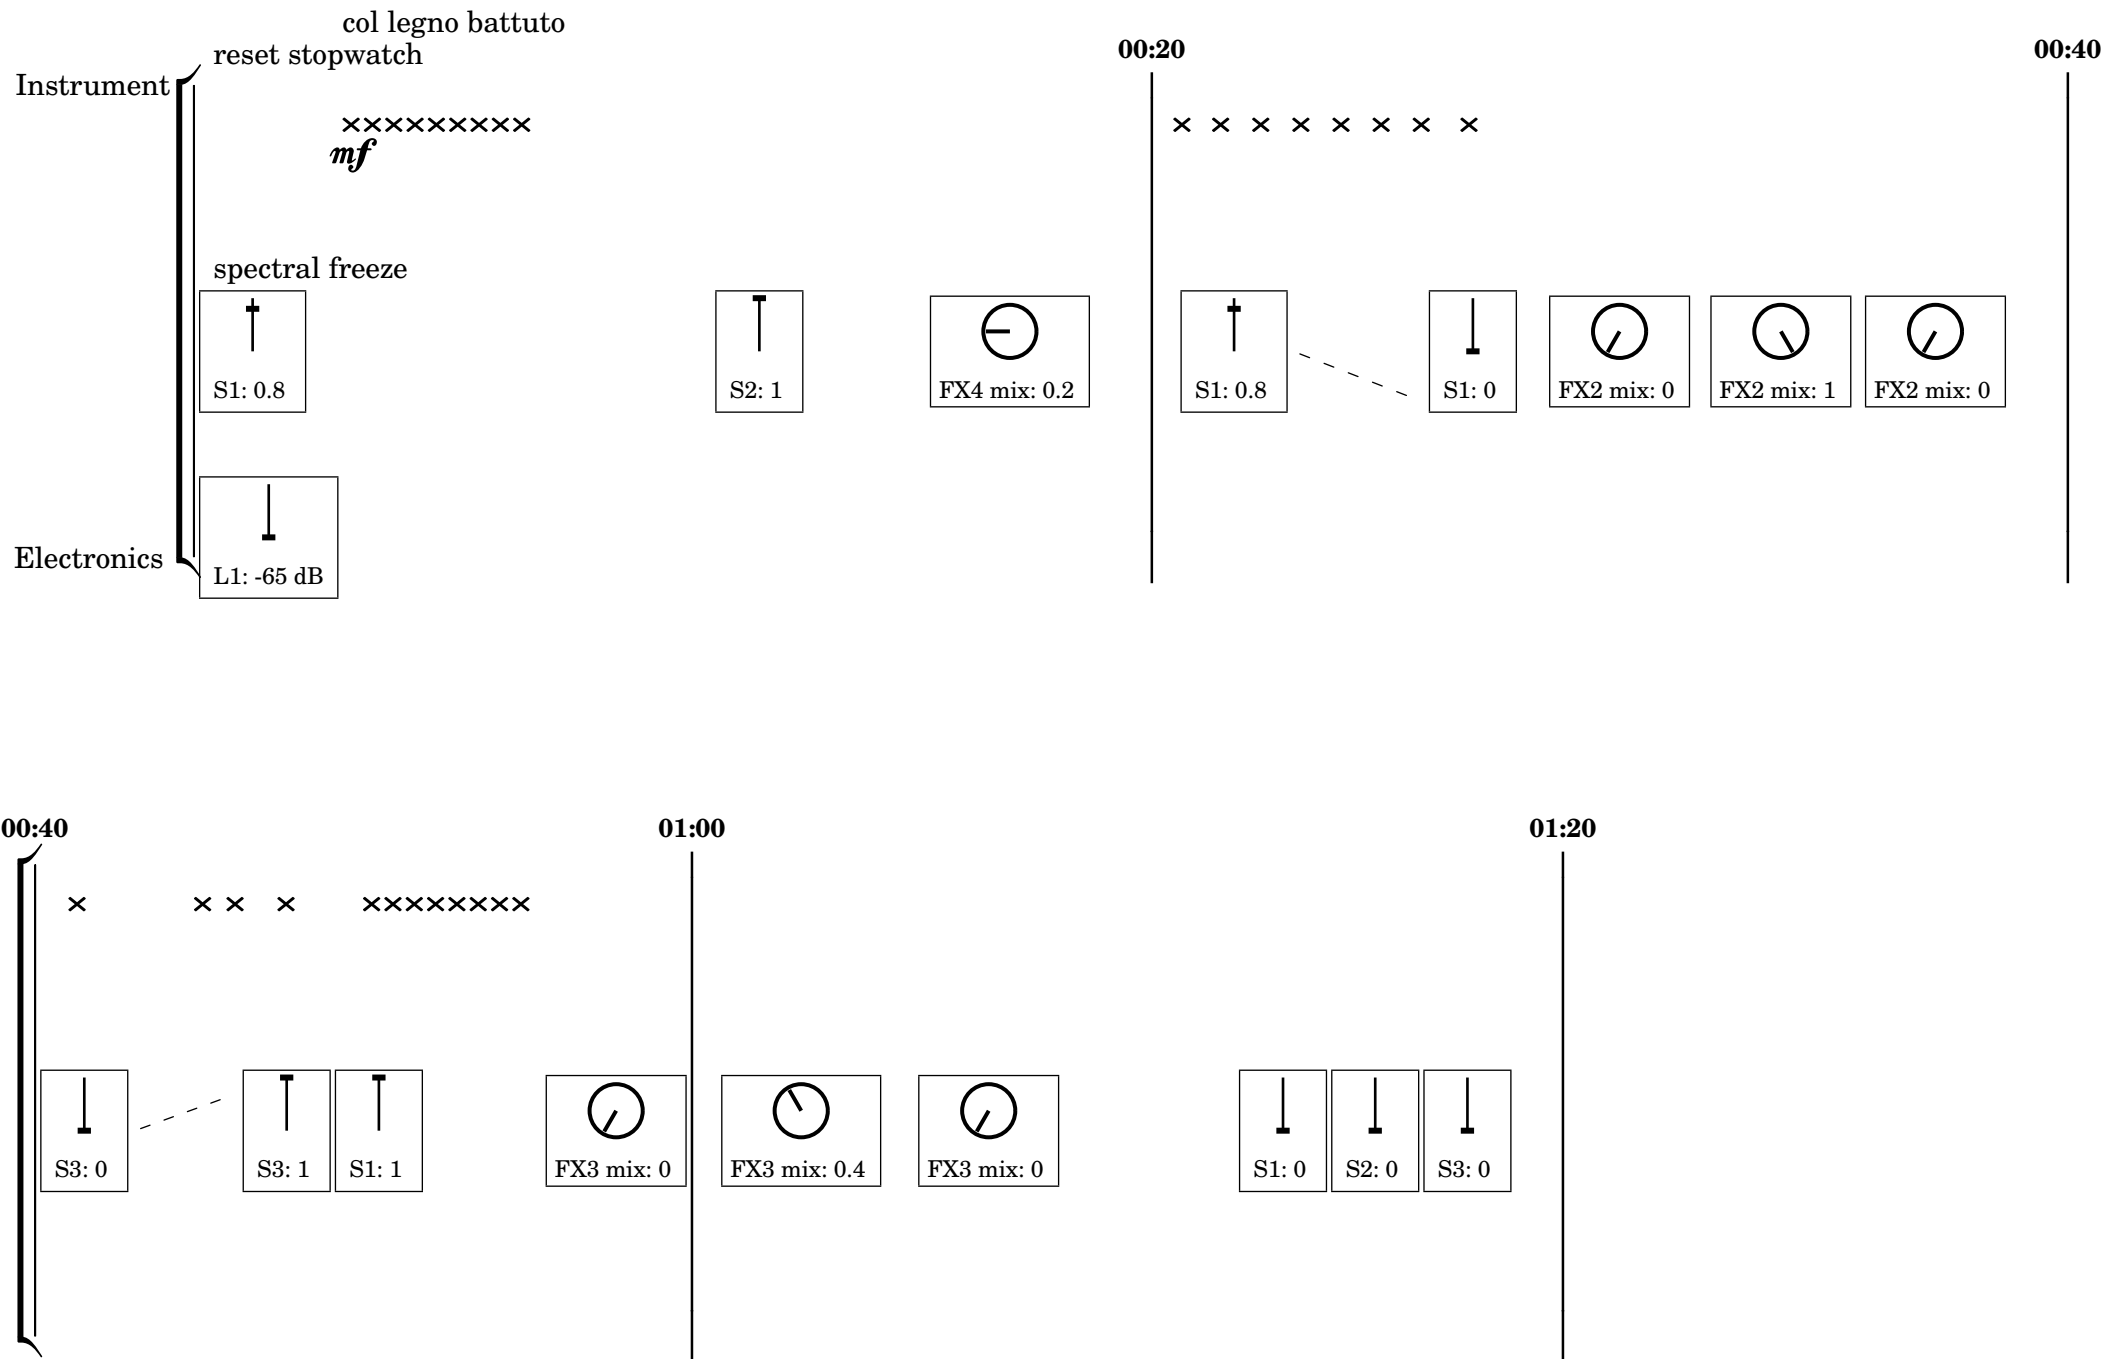 col legno battuto
reset stopwatch
00:20
00:40
Instrument
mf
spectral freeze
S1: 0.8
S2: 1
FX4 mix: 0.2
S1: 0.8
S1: 0
FX2 mix: 0
FX2 mix: 1
FX2 mix: 0
Electronics
L1: -65 dB
00:40
01:00
01:20
S3: 0
S3: 1
S1: 1
FX3 mix: 0
FX3 mix: 0.4
FX3 mix: 0
S1: 0
S2: 0
S3: 0